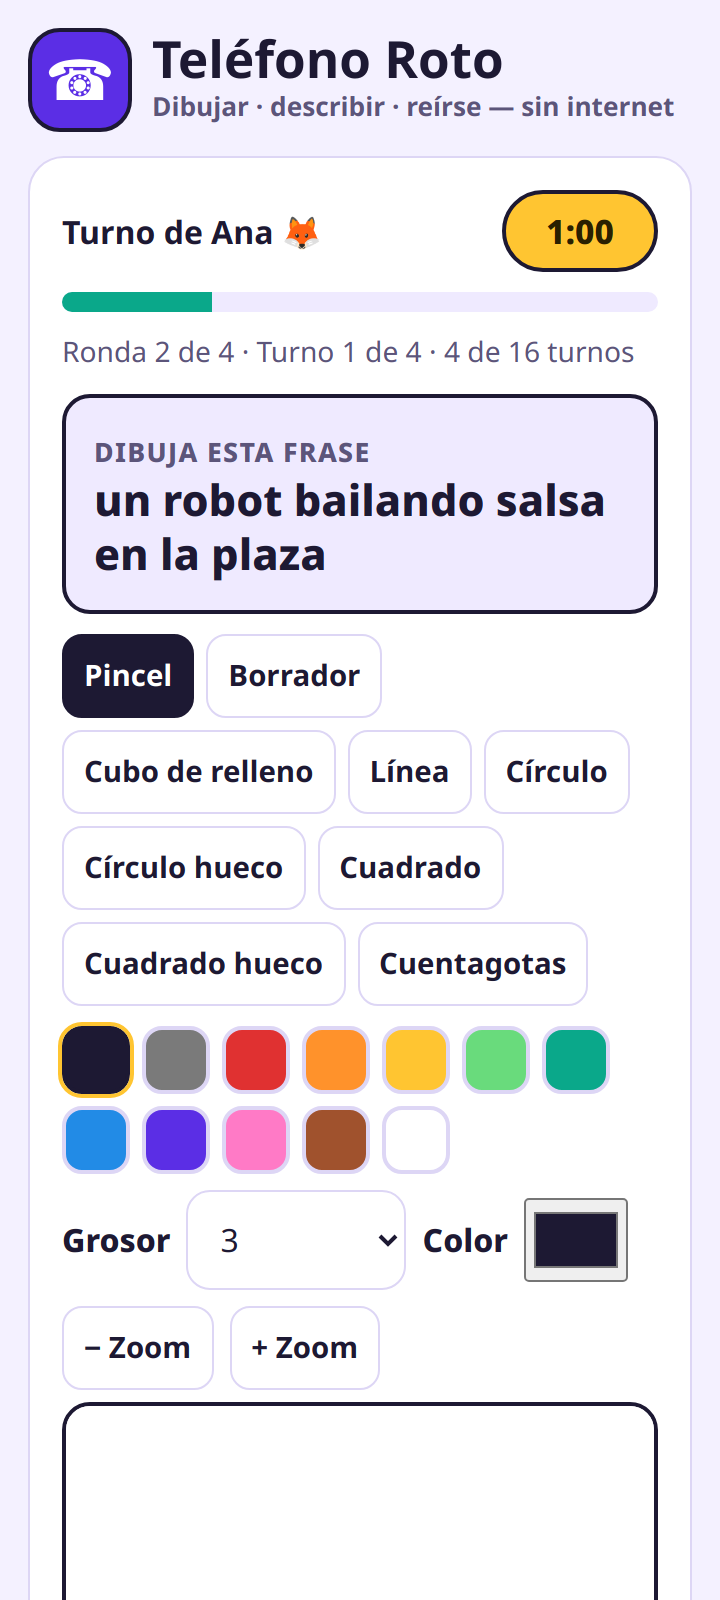 Teléfono Roto
Dibujar · describir · reírse — sin internet
Turno de Ana 🦊
1:00
Ronda 2 de 4 · Turno 1 de 4 · 4 de 16 turnos
DIBUJA ESTA FRASE
un robot bailando salsa
en la plaza
Pincel Borrador
Cubo de relleno Línea Círculo
Círculo hueco Cuadrado
Cuadrado hueco Cuentagotas
Grosor 3 Color
− Zoom + Zoom